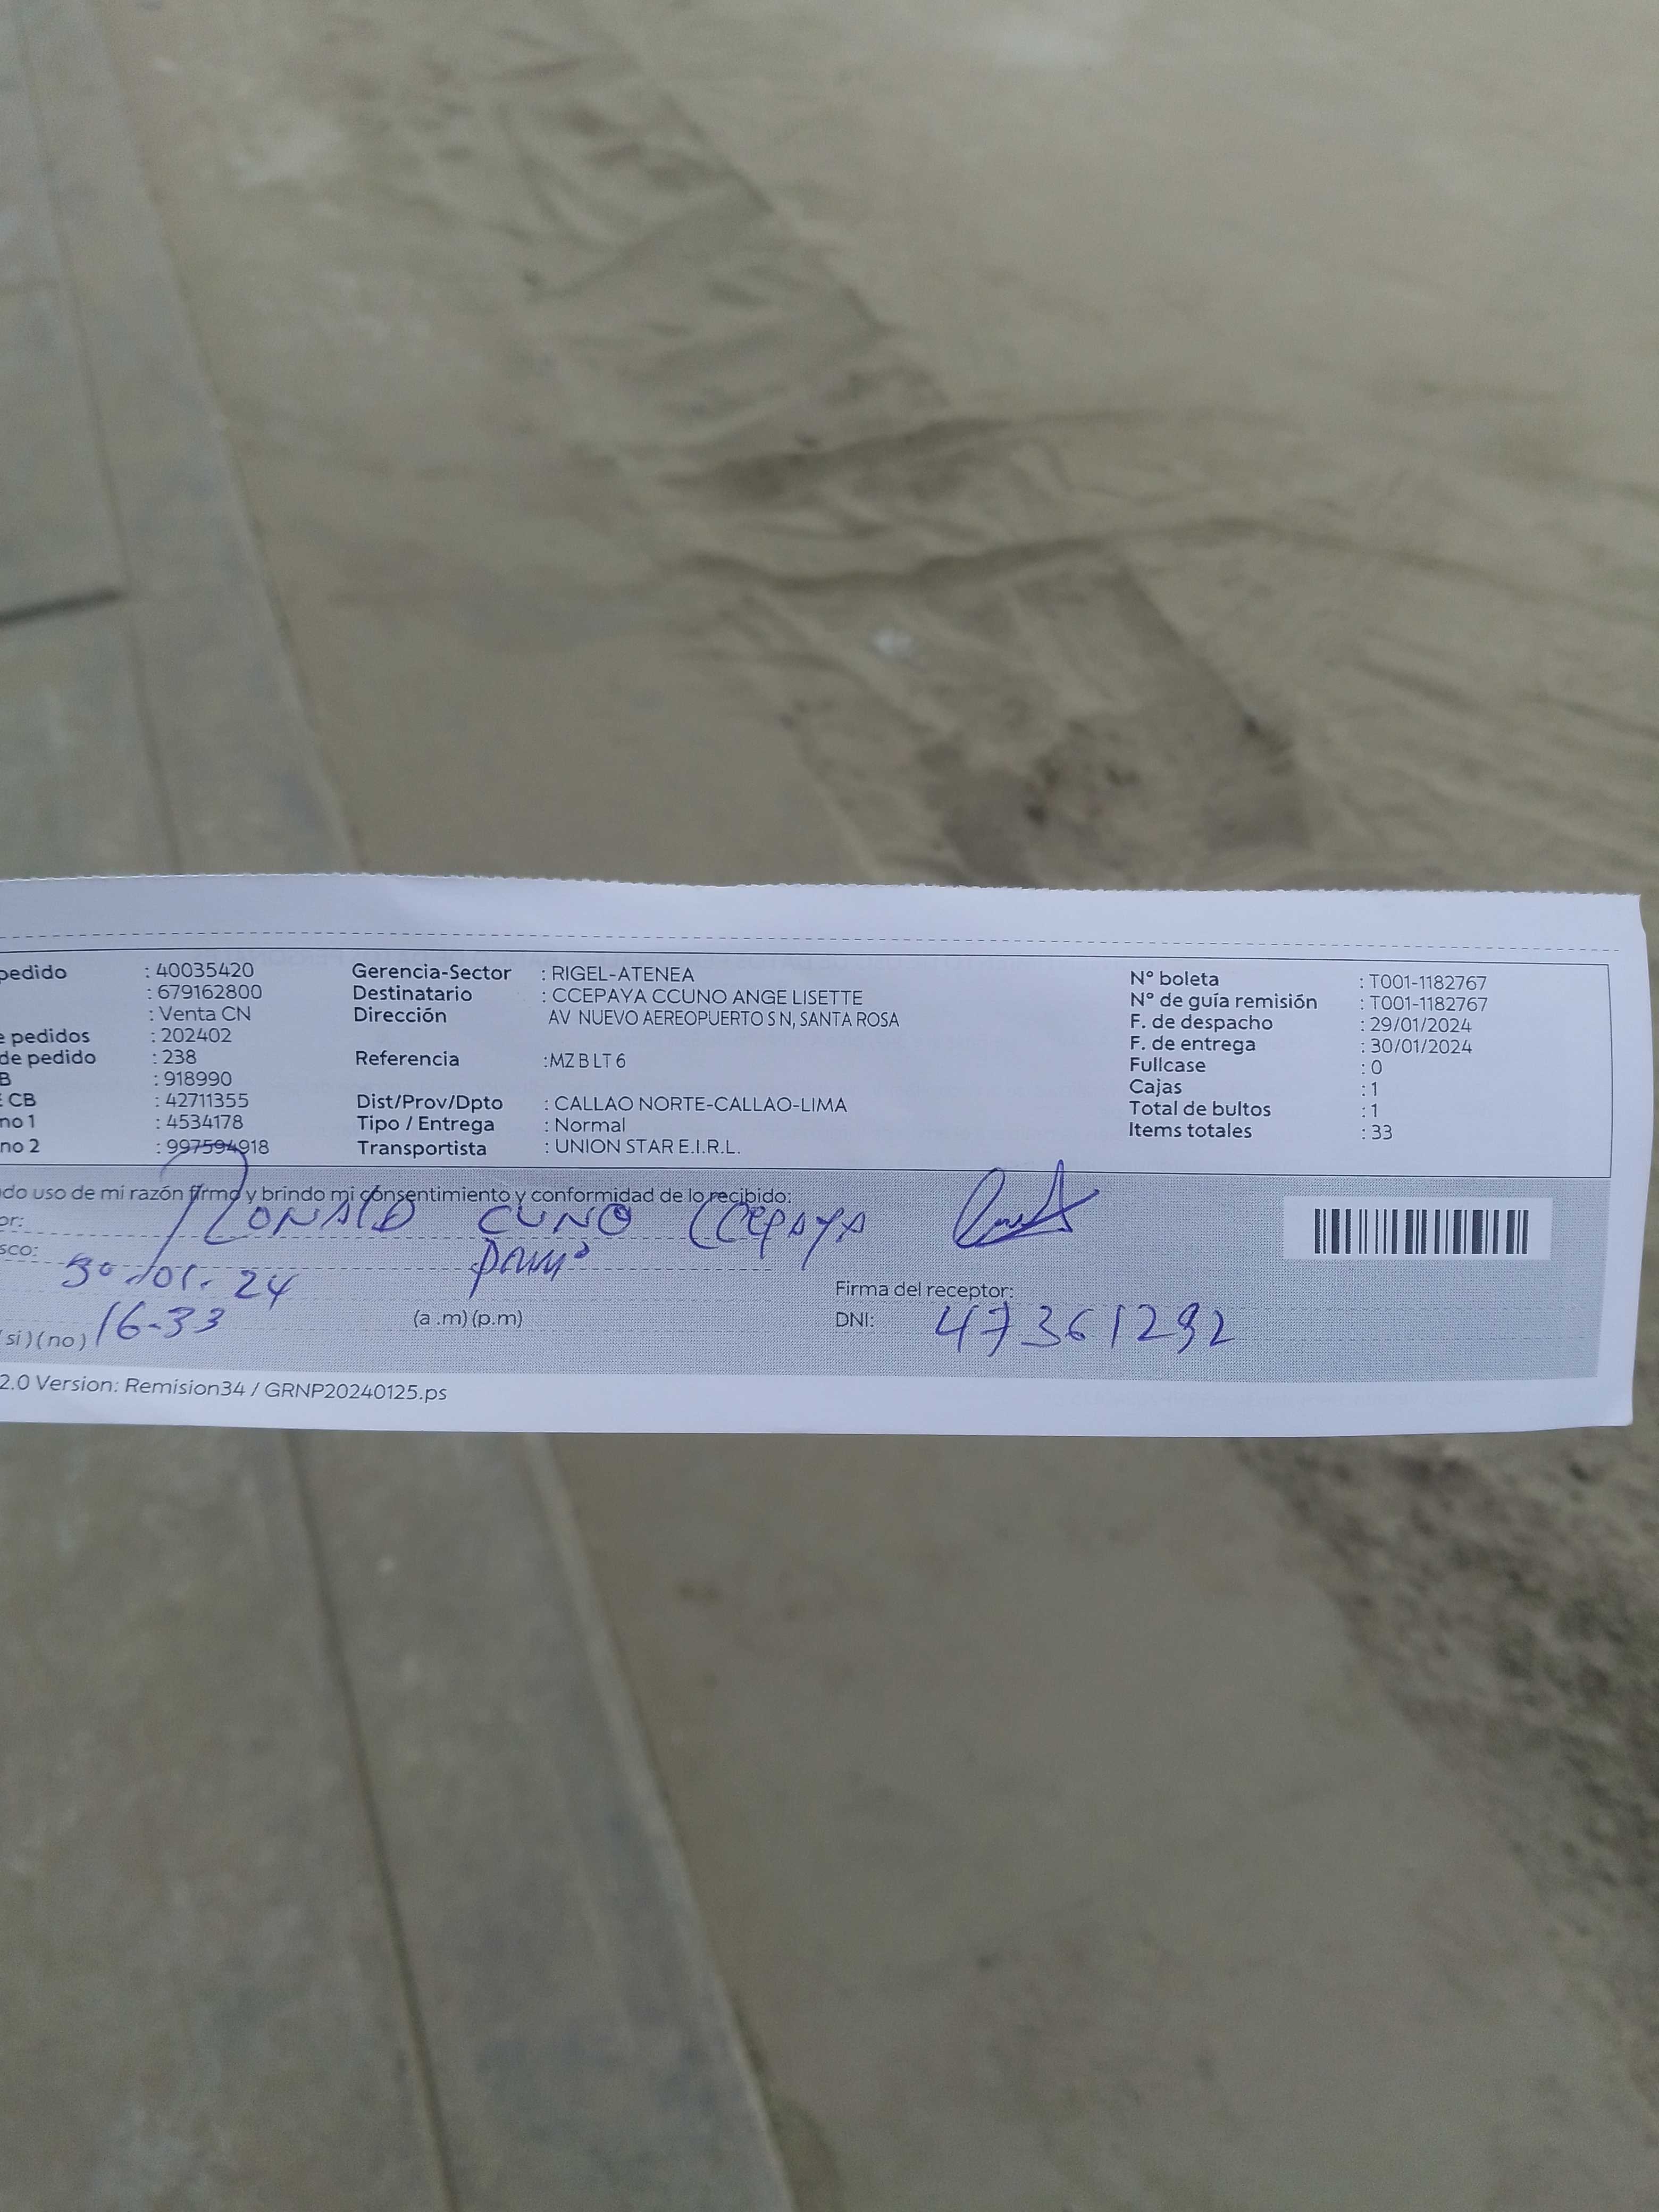 pedido : 40035420 Gerencia-Sector : RIGEL-ATENEA N° boleta : T001-1182767
: 679162800 Destinatario : CCEPAYA CCUNO ANGE LISETTE N° de guía remisión : T001-1182767
: Venta CN Dirección AV NUEVO AEREOPUERTO S N, SANTA ROSA F. de despacho : 29/01/2024
e pedidos : 202402 F. de entrega : 30/01/2024
de pedido : 238 Referencia :MZ B LT 6 Fullcase : 0
B : 918990 Cajas : 1
E CB : 42711355 Dist/Prov/Dpto : CALLAO NORTE-CALLAO-LIMA Total de bultos : 1
no 1 : 4534178 Tipo / Entrega : Normal Items totales : 33
no 2 : 997594918 Transportista : UNION STAR E.I.R.L.
do uso de mi razón firmo y brindo mi consentimiento y conformidad de lo recibido:
or: RONALD CUNO CCEPAYA
sco: PRIMO
30-01-24 Firma del receptor:
16-33 (a .m) (p.m) DNI: 47361292
(si) (no)
2.0 Version: Remision34 / GRNP20240125.ps